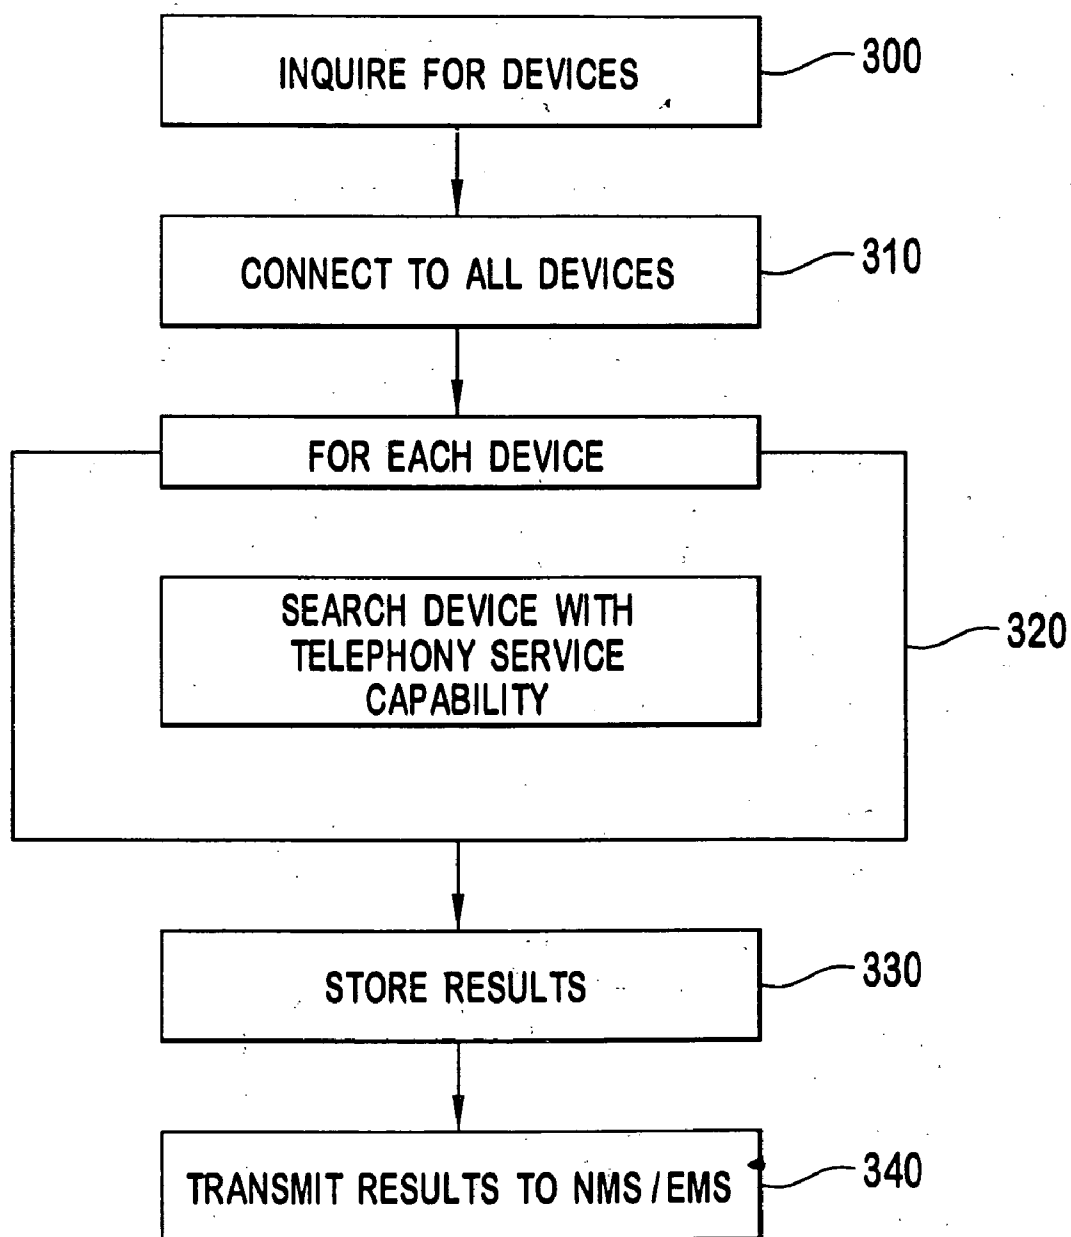 INQUIRE FOR DEVICES
300
CONNECT TO ALL DEVICES
310
FOR EACH DEVICE
SEARCH DEVICE WITH
TELEPHONY SERVICE
CAPABILITY
320
STORE RESULTS
330
TRANSMIT RESULTS TO NMS/EMS
340